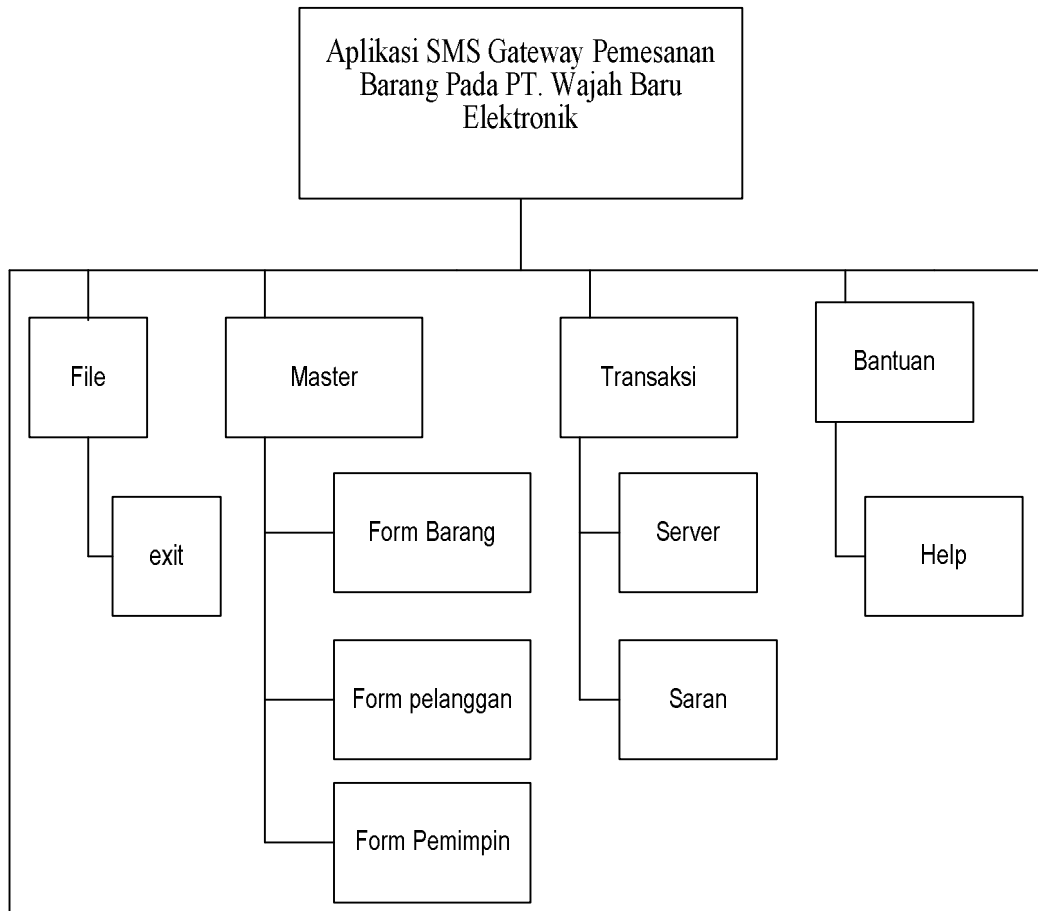 Aplikasi SMS Gateway Pemesanan
Barang Pada PT. Wajah Baru
Elektronik
File
Master
Transaksi
Bantuan
exit
Form Barang
Server
Help
Form pelanggan
Saran
Form Pemimpin